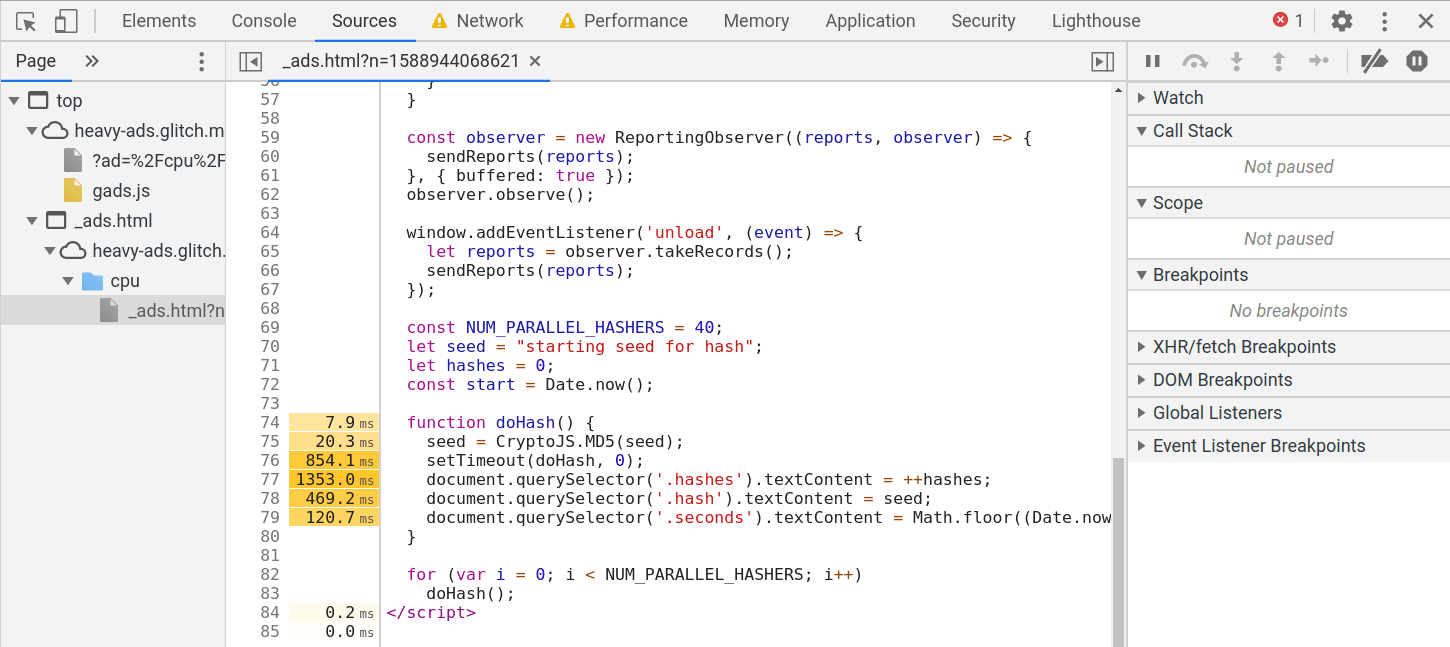 Elements Console Sources Network Performance Memory Application Security Lighthouse 1
Page
_ads.html?n=1588944068621
top
heavy-ads.glitch.m
?ad=%2Fcpu%2F
gads.js
_ads.html
heavy-ads.glitch.
cpu
_ads.html?n
56 }
57 }
58
59 const observer = new ReportingObserver((reports, observer) => {
60 sendReports(reports);
61 }, { buffered: true });
62 observer.observe();
63
64 window.addEventListener('unload', (event) => {
65 let reports = observer.takeRecords();
66 sendReports(reports);
67 });
68
69 const NUM_PARALLEL_HASHERS = 40;
70 let seed = "starting seed for hash";
71 let hashes = 0;
72 const start = Date.now();
73
74 7.9 ms function doHash() {
75 20.3 ms seed = CryptoJS.MD5(seed);
76 854.1 ms setTimeout(doHash, 0);
77 1353.0 ms document.querySelector('.hashes').textContent = ++hashes;
78 469.2 ms document.querySelector('.hash').textContent = seed;
79 120.7 ms document.querySelector('.seconds').textContent = Math.floor((Date.now
80 }
81
82 for (var i = 0; i < NUM_PARALLEL_HASHERS; i++)
83 doHash();
84 0.2 ms </script>
85 0.0 ms
Watch
Call Stack
Not paused
Scope
Not paused
Breakpoints
No breakpoints
XHR/fetch Breakpoints
DOM Breakpoints
Global Listeners
Event Listener Breakpoints